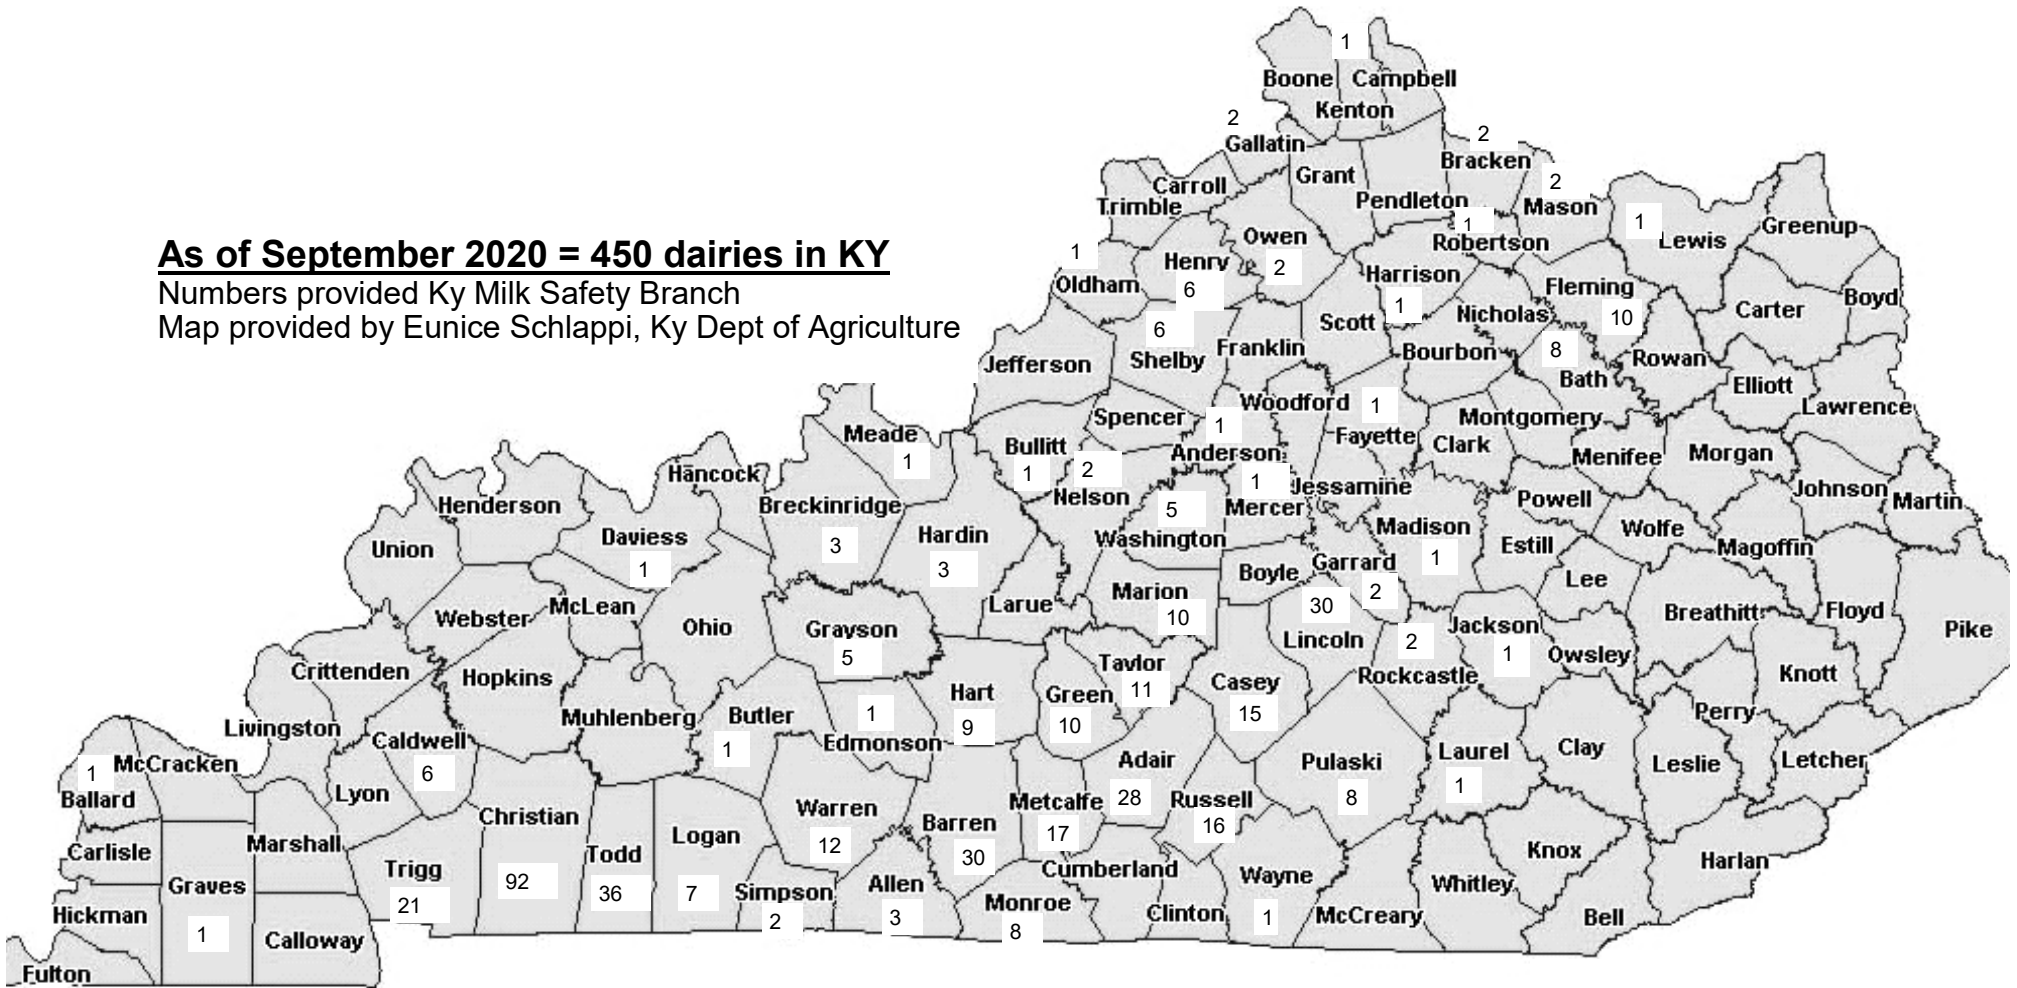 1
Boone
Campbell
Kenton
2
Gallatin
2
Bracken
Grant
Carroll
2
Trimble
Pendleton
Mason
1
Lewis
Greenup
1
Robertson
Owen
2
As of September 2020 = 450 dairies in KY
Numbers provided Ky Milk Safety Branch
Map provided by Eunice Schlappi, Ky Dept of Agriculture
1
Oldham
Henry
6
Harrison
1
Fleming
10
Nicholas
Boyd
Carter
6
Shelby
Scott
Franklin
Bourbon
8
Bath
Rowan
Jefferson
Elliott
Lawrence
Woodford
1
Fayette
Spencer
1
Anderson
Montgomery
Clark
Menifee
Morgan
Meade
1
Bullitt
1
2
Nelson
1
Mercer
Jessamine
5
Washington
Hancock
Breckinridge
3
Hardin
3
Powell
Johnson
Martin
Henderson
Union
Daviess
1
Madison
1
Estill
Wolfe
Magoffin
Garrard
2
Boyle
Lee
Marion
10
Larue
30
Lincoln
Webster
McLean
Ohio
Grayson
5
Breathitt
Floyd
Pike
2
Rockcastle
Jackson
1
Owsley
Crittenden
Hopkins
Taylor
11
Hart
9
Green
10
Casey
15
Knott
Perry
Livingston
Muhlenberg
Butler
1
1
Edmonson
Caldwell
6
1
Ballard
McCracken
Lyon
Adair
28
Pulaski
8
Laurel
1
Clay
Leslie
Letcher
Christian
92
Metcalfe
17
Russell
16
Warren
12
Barren
30
Logan
7
Todd
36
Carlisle
Marshall
Trigg
21
Graves
1
Simpson
2
Allen
3
Monroe
8
Cumberland
Clinton
Wayne
1
McCreary
Whitley
Knox
Harlan
Bell
Hickman
Calloway
Fulton